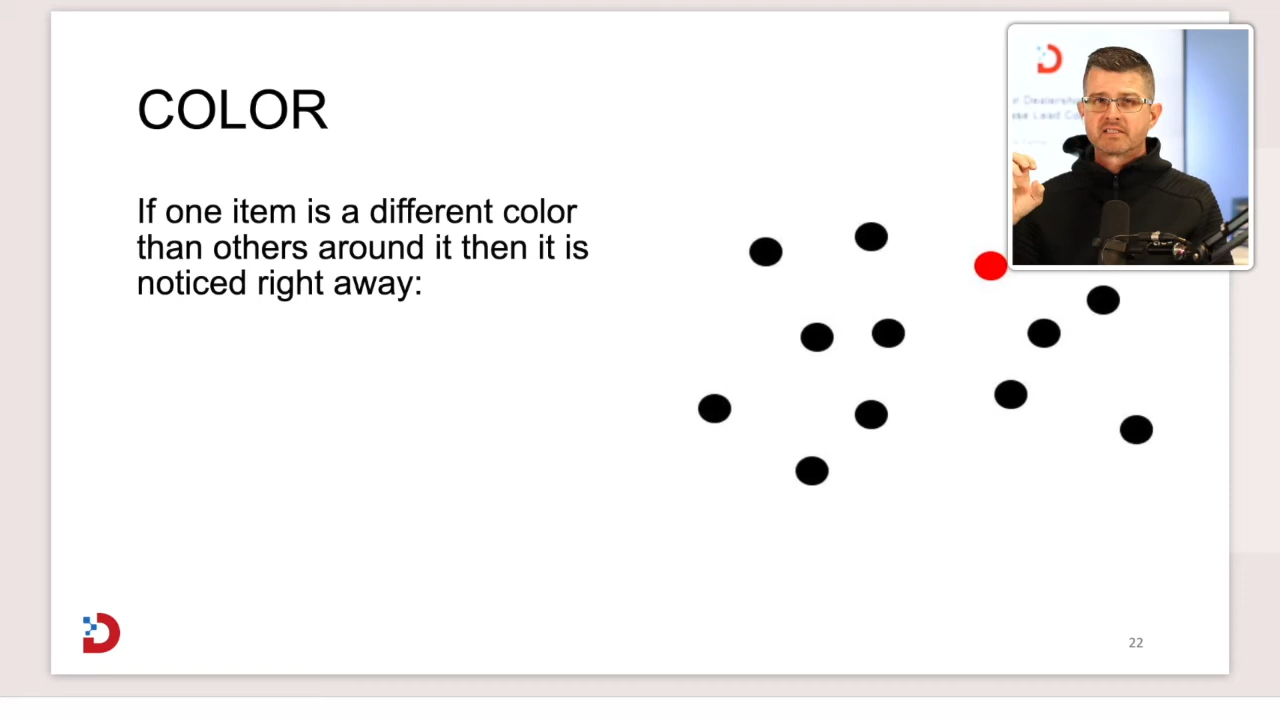 COLOR
If one item is a different color
than others around it then it is
noticed right away:
22